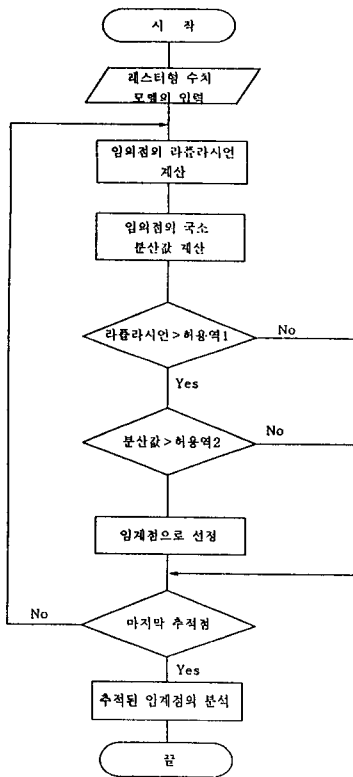 시 작
래스터형 수치
모델의 입력
임의점의 라플라시언
계산
임의점의 국소
분산값 계산
라플라시언>허용역1
No
Yes
분산값>허용역2
No
임계점으로 선정
No
마지막 추적점
Yes
추적된 임계점의 분석
끝